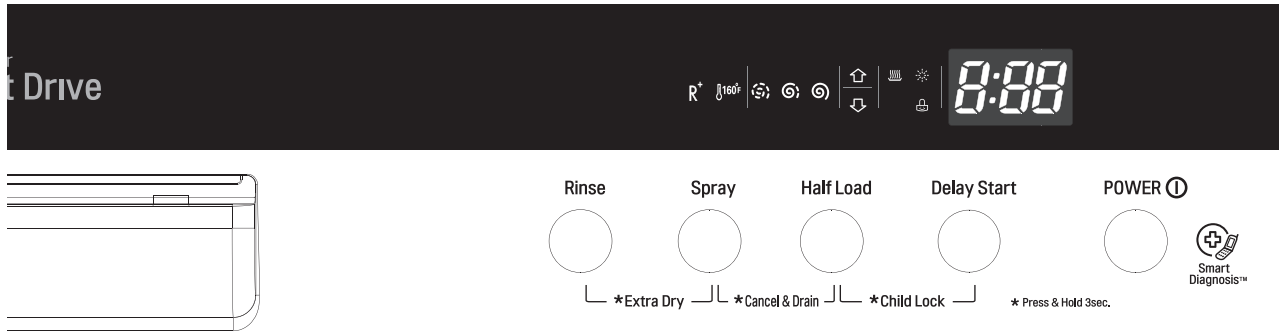 t Drive
R+ 160°F
8:88
Rinse Spray Half Load Delay Start POWER
*Extra Dry *Cancel & Drain *Child Lock * Press & Hold 3sec.
Smart
Diagnosis™